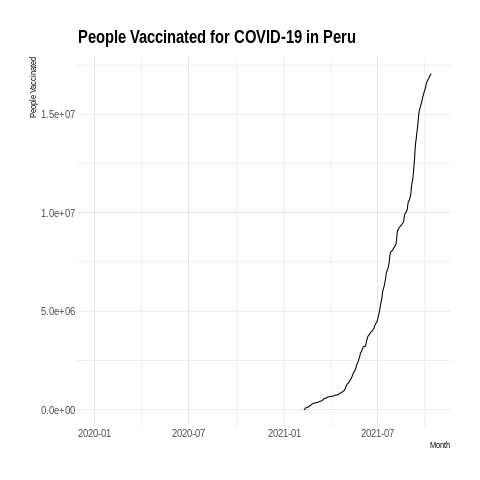 People Vaccinated for COVID-19 in Peru
People Vaccinated
1.5e+07
1.0e+07
5.0e+06
0.0e+00
2020-01 2020-07 2021-01 2021-07
Month